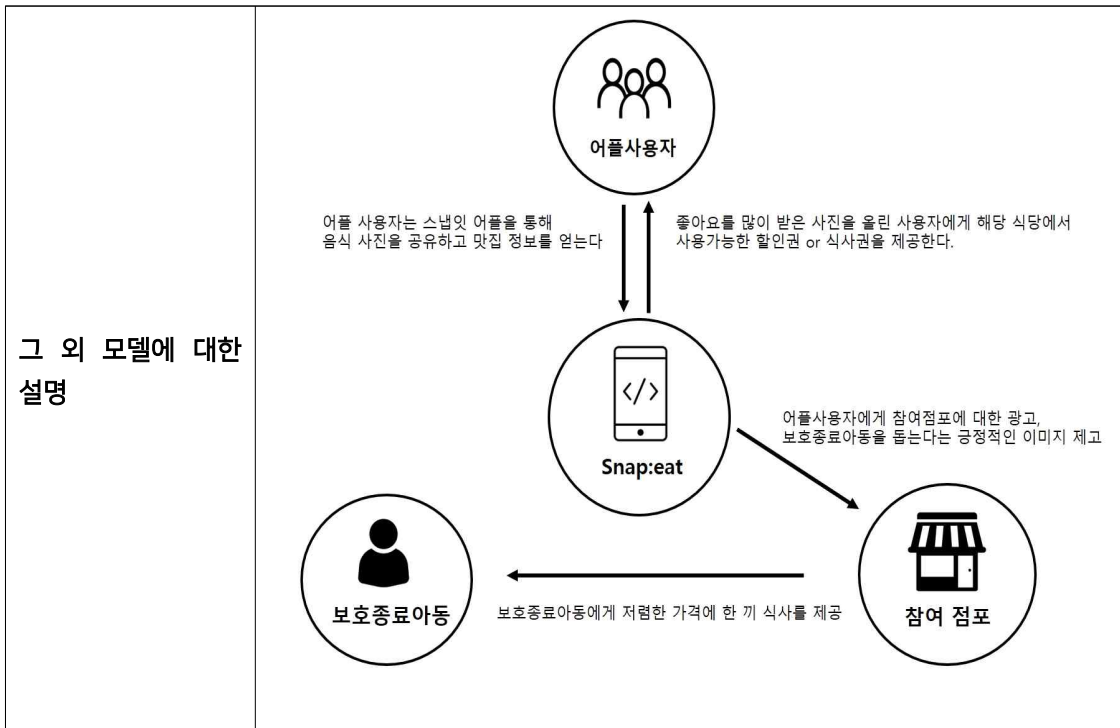 그 외 모델에 대한
설명
어플사용자
어플 사용자는 스냅잇 어플을 통해
음식 사진을 공유하고 맛집 정보를 얻는다
좋아요를 많이 받은 사진을 올린 사용자에게 해당 식당에서
사용가능한 할인권 or 식사권을 제공한다.
</>
Snap:eat
어플사용자에게 참여점포에 대한 광고,
보호종료아동을 돕는다는 긍정적인 이미지 제고
보호종료아동
보호종료아동에게 저렴한 가격에 한 끼 식사를 제공
참여 점포